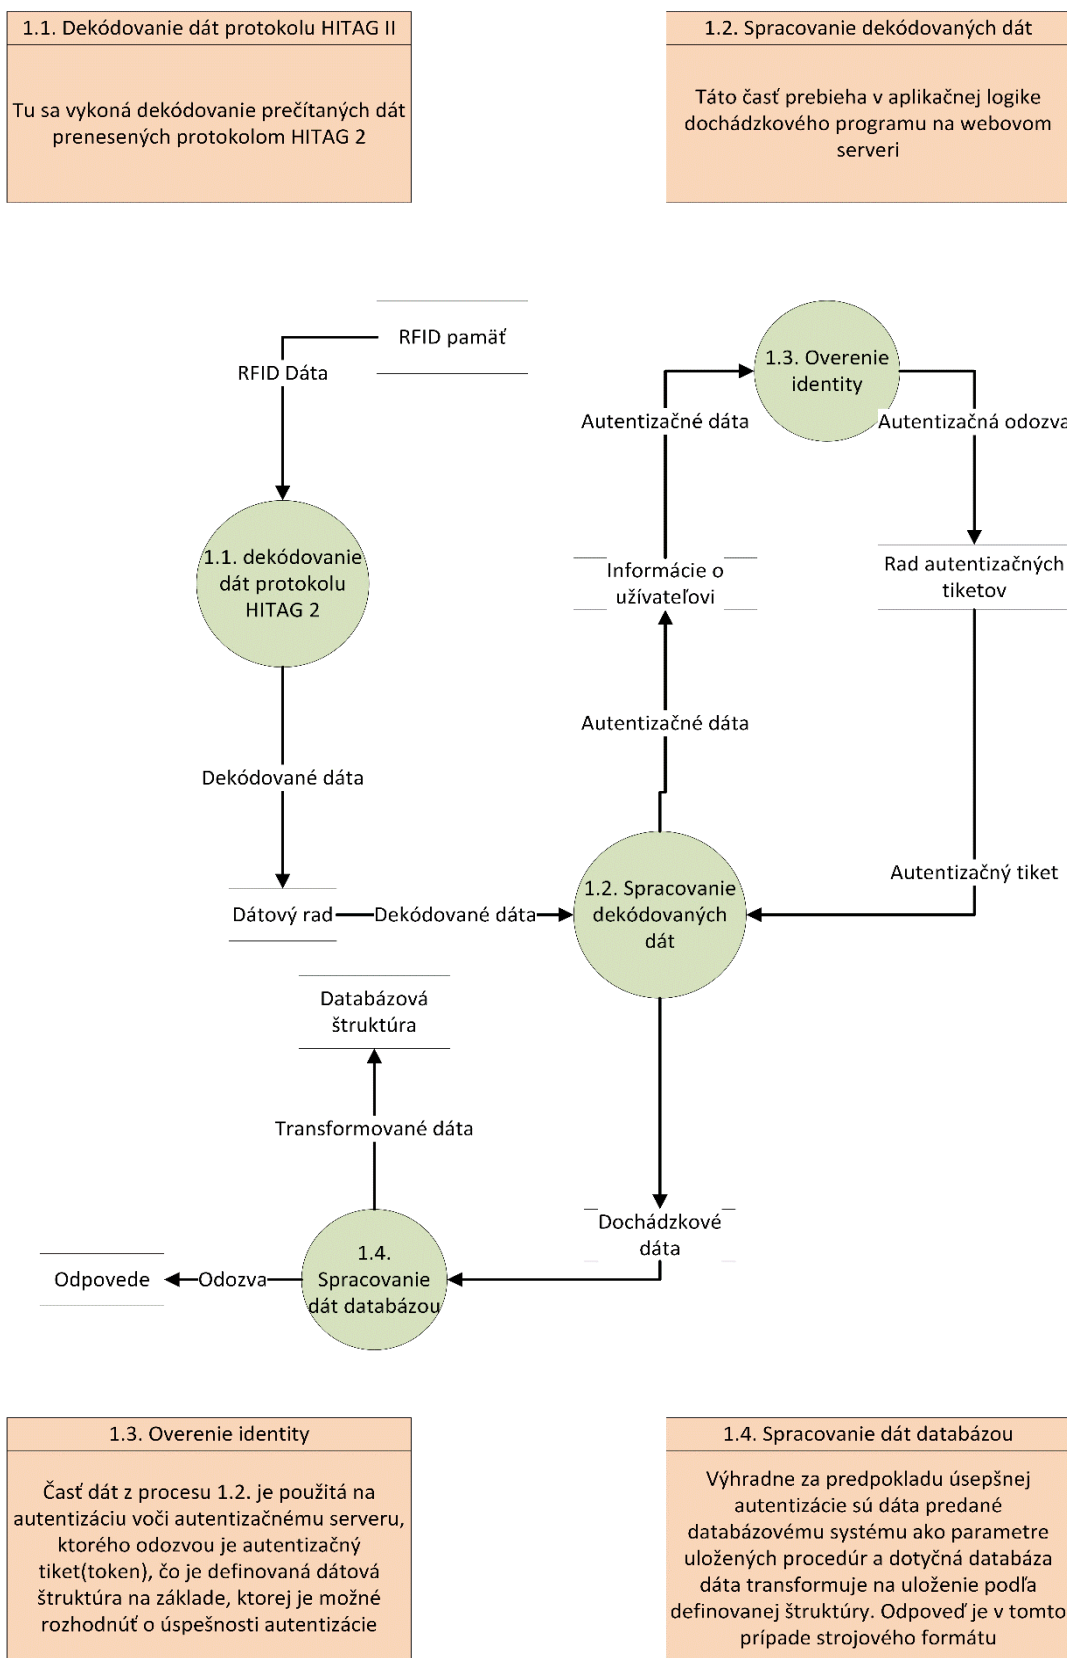 1.1. Dekódovanie dát protokolu HITAG II
Tu sa vykoná dekódovanie prečítaných dát
prenesených protokolom HITAG 2
1.2. Spracovanie dekódovaných dát
Táto časť prebieha v aplikačnej logike
dochádzkového programu na webovom
serveri
RFID pamäť
RFID Dáta
1.3. Overenie
identity
Autentizačné dáta
Autentizačná odozva
1.1. dekódovanie
dát protokolu
HITAG 2
Informácie o
užívateľovi
Rad autentizačných
tiketov
Autentizačné dáta
Dekódované dáta
Autentizačný tiket
1.2. Spracovanie
dekódovaných
dát
Dátový rad
Dekódované dáta
Databázová
štruktúra
Transformované dáta
Dochádzkové
dáta
1.4.
Spracovanie
dát databázou
Odozva
Odpovede
1.3. Overenie identity
Časť dát z procesu 1.2. je použitá na
autentizáciu voči autentizačnému serveru,
ktorého odozvou je autentizačný
tiket(token), čo je definovaná dátová
štruktúra na základe, ktorej je možné
rozhodnúť o úspešnosti autentizácie
1.4. Spracovanie dát databázou
Výhradne za predpokladu úsepšnej
autentizácie sú dáta predané
databázovému systému ako parametre
uložených procedúr a dotyčná databáza
dáta transformuje na uloženie podľa
definovanej štruktúry. Odpoveď je v tomto
prípade strojového formátu